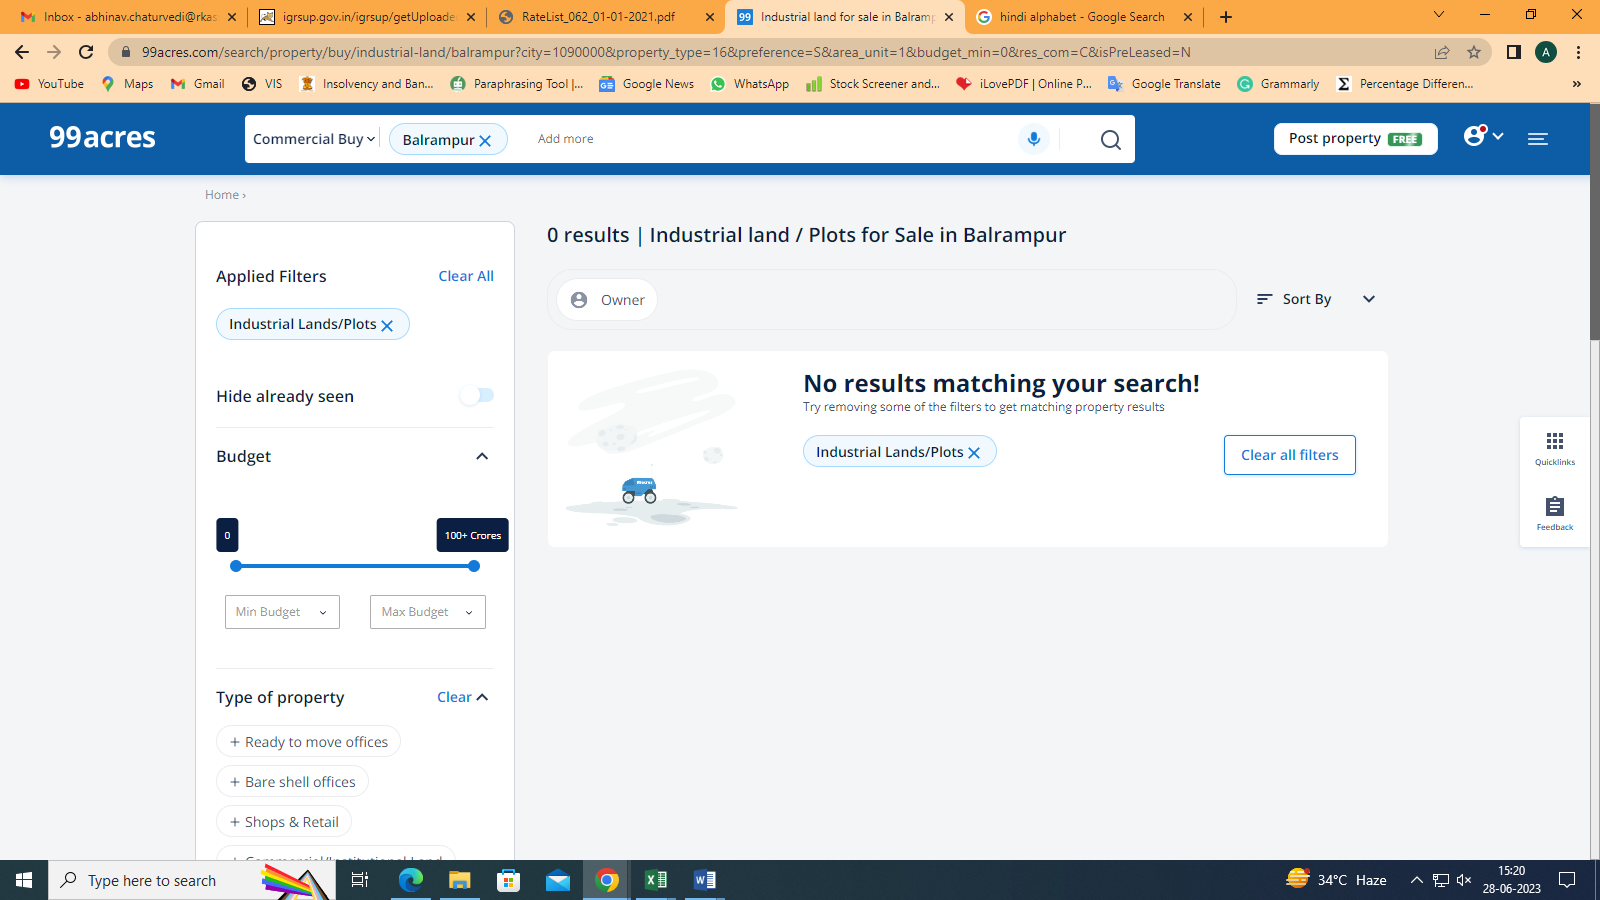 Inbox - abhinav.chaturvedi@rkas
igrsup.gov.in/igrsup/getUploade
RateList_062_01-01-2021.pdf
99 Industrial land for sale in Balramp
hindi alphabet - Google Search
99acres.com/search/property/buy/industrial-land/balrampur?city=1090000&property_type=16&preference=S&area_unit=1&budget_min=0&res_com=C&isPreLeased=N
A
YouTube
Maps
Gmail
VIS
Insolvency and Ban...
Paraphrasing Tool |...
Google News
WhatsApp
Stock Screener and...
iLovePDF | Online P...
Google Translate
Grammarly
Percentage Differen...
»
99acres
Commercial Buy
Balrampur
Add more
Post property FREE
Home ›
Applied Filters
Clear All
Industrial Lands/Plots
Hide already seen
Budget
0
100+ Crores
Min Budget
Max Budget
Type of property
Clear
+ Ready to move offices
+ Bare shell offices
+ Shops & Retail
+ Commercial/Institutional Land
0 results | Industrial land / Plots for Sale in Balrampur
Owner
Sort By
No results matching your search!
Try removing some of the filters to get matching property results
Industrial Lands/Plots
Clear all filters
Quicklinks
Feedback
Type here to search
34°C Haze
15:20
28-06-2023